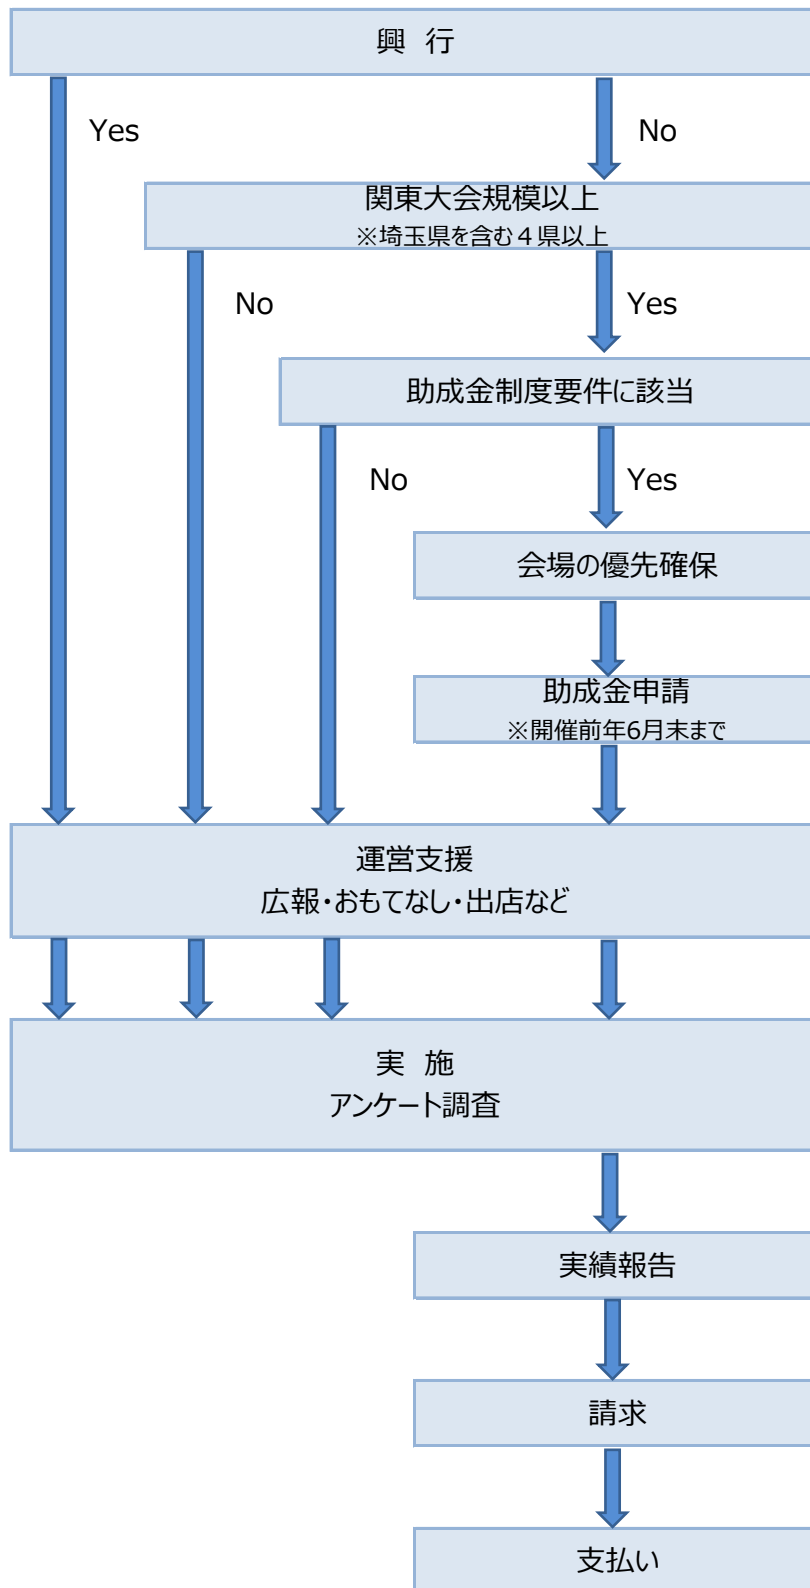 興 行
Yes
No
関東大会規模以上
※埼玉県を含む４県以上
No
Yes
助成金制度要件に該当
No
Yes
会場の優先確保
助成金申請
※開催前年6月末まで
運営支援
広報・おもてなし・出店など
実 施
アンケート調査
実績報告
請求
支払い